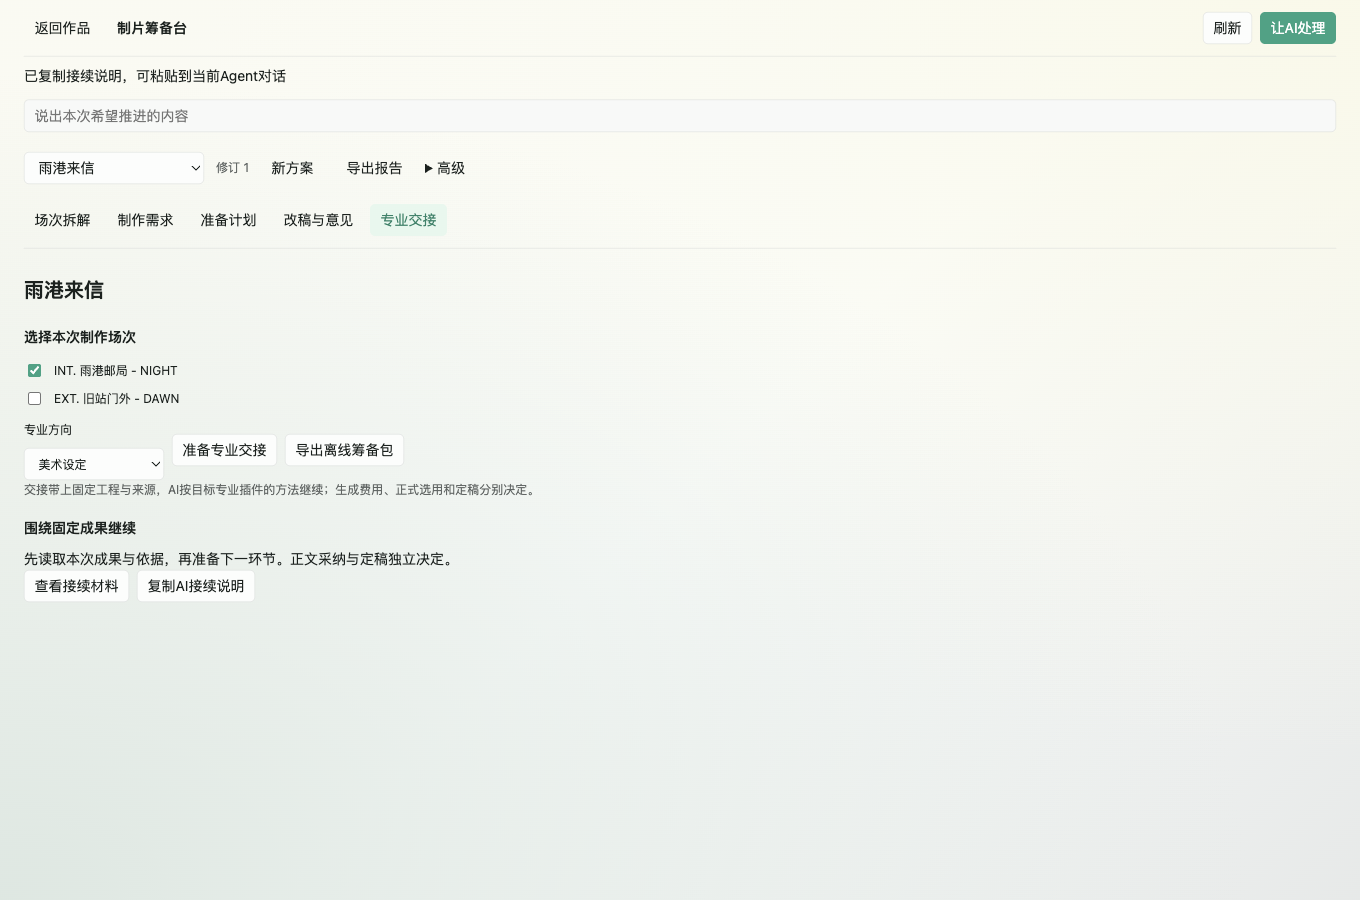 返回作品 制片筹备台 刷新 让AI处理
已复制接续说明，可粘贴到当前Agent对话
说出本次希望推进的内容
雨港来信 修订 1 新方案 导出报告 ▶ 高级
场次拆解 制作需求 准备计划 改稿与意见 专业交接
雨港来信
选择本次制作场次
INT. 雨港邮局 - NIGHT
EXT. 旧站门外 - DAWN
专业方向
美术设定 准备专业交接 导出离线筹备包
交接带上固定工程与来源，AI按目标专业插件的方法继续；生成费用、正式选用和定稿分别决定。
围绕固定成果继续
先读取本次成果与依据，再准备下一环节。正文采纳与定稿独立决定。
查看接续材料 复制AI接续说明